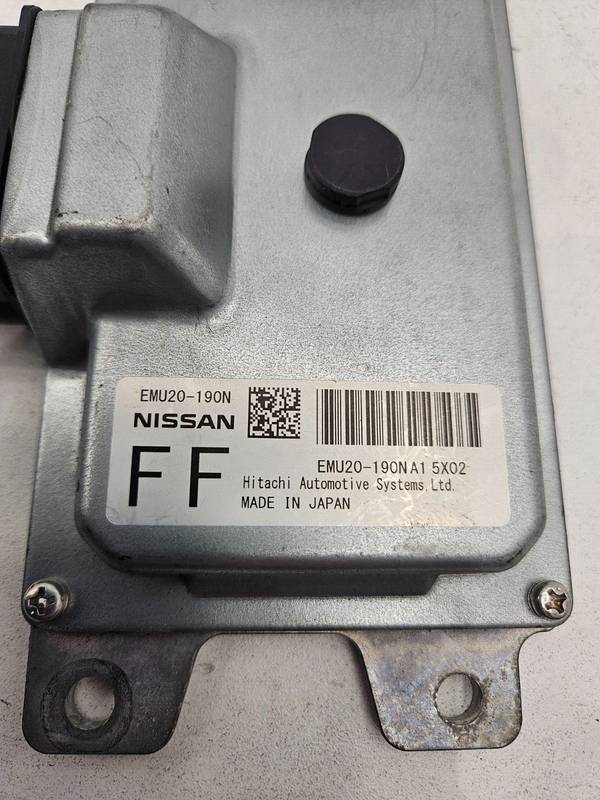 EMU20-190N
NISSAN
FF
EMU20-190NA1 5X02
Hitachi Automotive Systems,Ltd.
MADE IN JAPAN